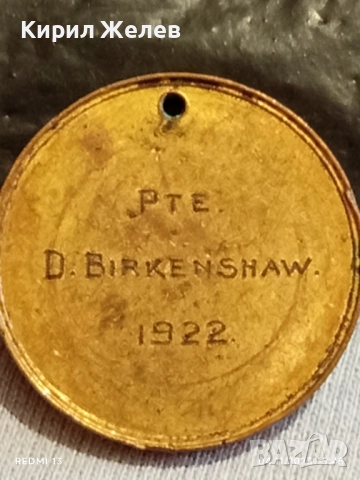 Кирил Желев
PTE.
D. BIRKENSHAW.
1922.
REDMI 13